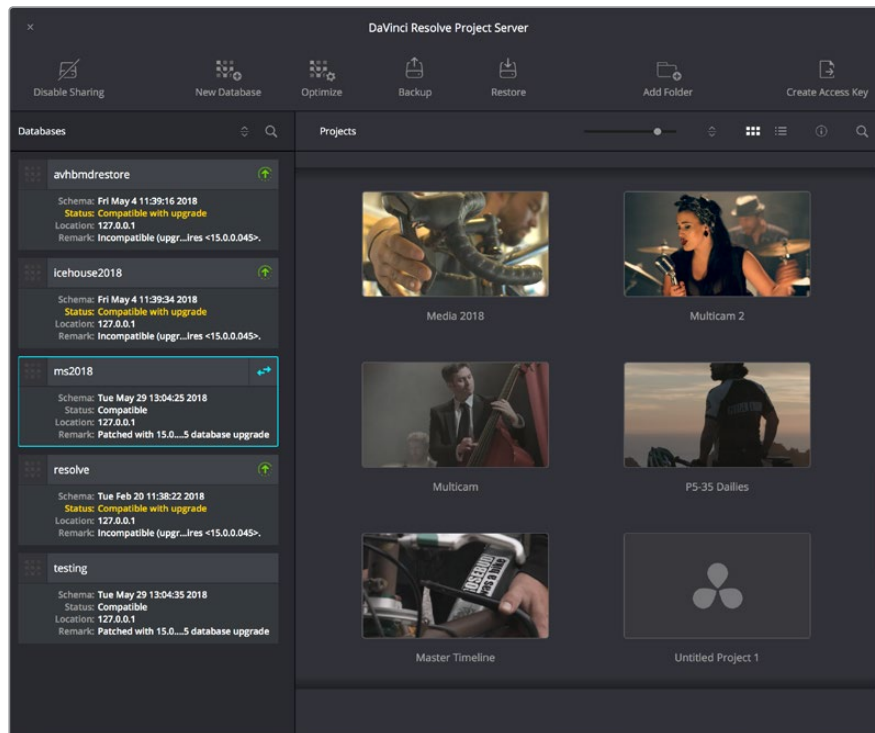 DaVinci Resolve Project Server
Disable Sharing New Database Optimize Backup Restore Add Folder Create Access Key
Databases
Projects
avhbmdrestore
Schema: Fri May 4 11:39:16 2018
Status: Compatible with upgrade
Location: 127.0.0.1
Remark: Incompatible (upgr...ires <15.0.0.045>.
icehouse2018
Schema: Fri May 4 11:39:34 2018
Status: Compatible with upgrade
Location: 127.0.0.1
Remark: Incompatible (upgr...ires <15.0.0.045>.
ms2018
Schema: Tue May 29 13:04:25 2018
Status: Compatible
Location: 127.0.0.1
Remark: Patched with 15.0....5 database upgrade
resolve
Schema: Tue Feb 20 11:38:22 2018
Status: Compatible with upgrade
Location: 127.0.0.1
Remark: Incompatible (upgr...ires <15.0.0.045>.
testing
Schema: Tue May 29 13:04:35 2018
Status: Compatible
Location: 127.0.0.1
Remark: Patched with 15.0....5 database upgrade
Media 2018
Multicam 2
Multicam
P5-35 Dailies
ROSEBUD
Master Timeline
Untitled Project 1